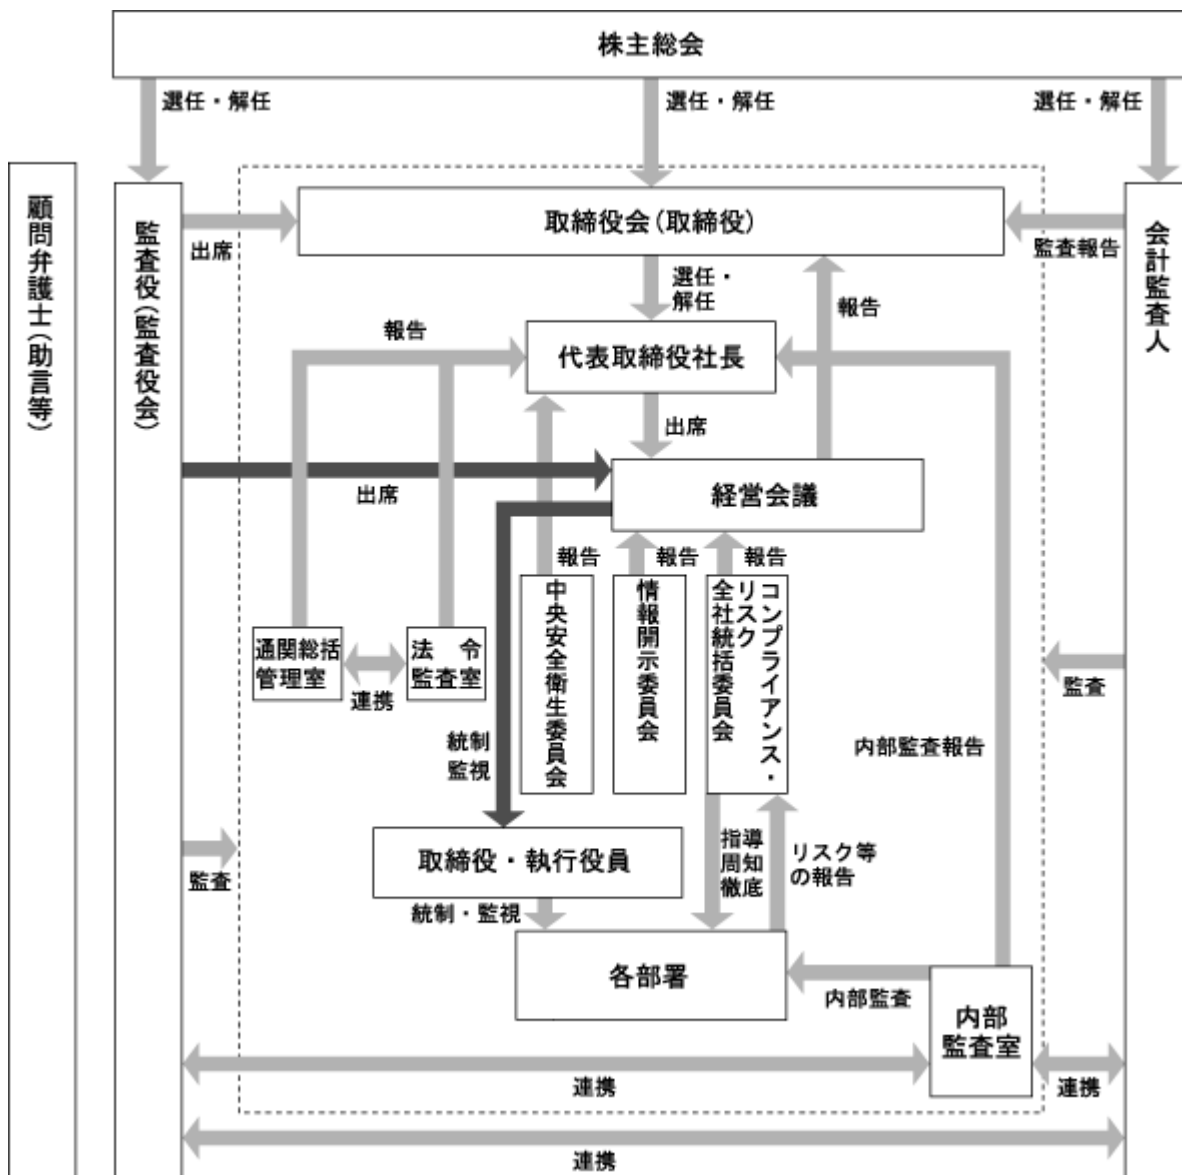 株主総会
選任・解任
選任・解任
選任・解任
顧問弁護士(助言等)
監査役(監査役会)
会計監査人
取締役会(取締役)
出席
監査報告
選任・
解任
報告
報告
代表取締役社長
出席
出席
経営会議
報告
報告
報告
中央安全衛生委員会
情報開示委員会
コンプライアンス・
リスク
全社統括委員会
通関総括
管理室
法 令
監査室
連携
監査
統制
監視
内部監査報告
取締役・執行役員
指導
周知
徹底
リスク等
の報告
監査
統制・監視
各部署
内部監査
内部
監査室
連携
連携
連携